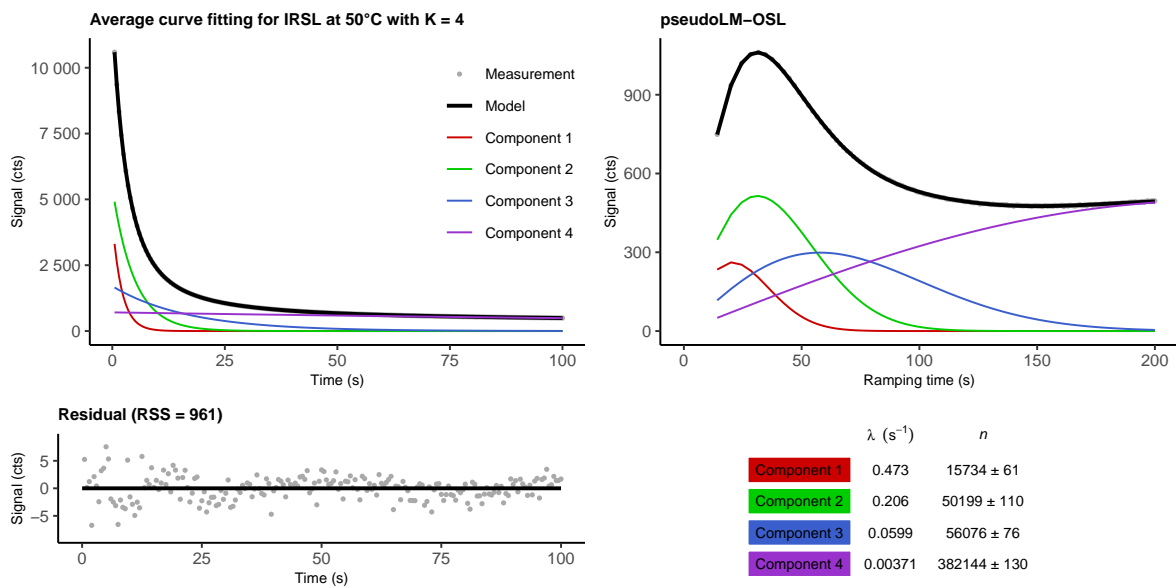 Average curve fitting for IRSL at 50°C with K = 4
10 000
7 500
5 000
2 500
0
Signal (cts)
0 25 50 75 100
Time (s)
Measurement
Model
Component 1
Component 2
Component 3
Component 4
pseudoLM−OSL
900
600
300
0
Signal (cts)
0 50 100 150 200
Ramping time (s)
Residual (RSS = 961)
5
0
−5
Signal (cts)
0 25 50 75 100
Time (s)
λ (s⁻¹) n
Component 1 0.473 15734 ± 61
Component 2 0.206 50199 ± 110
Component 3 0.0599 56076 ± 76
Component 4 0.00371 382144 ± 130